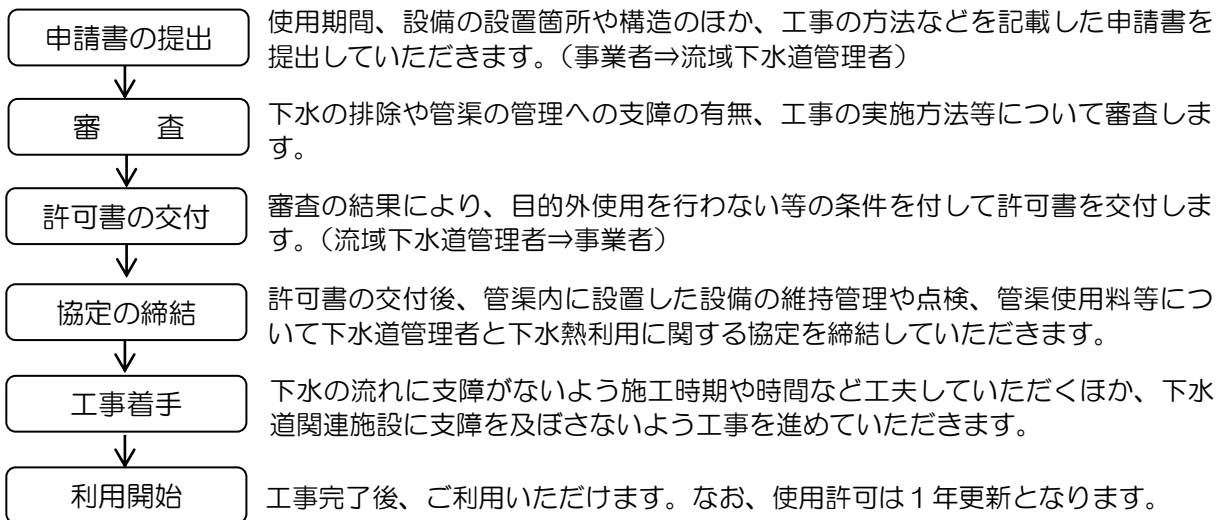 申請書の提出
使用期間、設備の設置箇所や構造のほか、工事の方法などを記載した申請書を
提出していただきます。（事業者⇒流域下水道管理者）
審　　査
下水の排除や管渠の管理への支障の有無、工事の実施方法等について審査しま
す。
許可書の交付
審査の結果により、目的外使用を行わない等の条件を付して許可書を交付しま
す。（流域下水道管理者⇒事業者）
協定の締結
許可書の交付後、管渠内に設置した設備の維持管理や点検、管渠使用料等につ
いて下水道管理者と下水熱利用に関する協定を締結していただきます。
工事着手
下水の流れに支障がないよう施工時期や時間など工夫していただくほか、下水
道関連施設に支障を及ぼさないよう工事を進めていただきます。
利用開始
工事完了後、ご利用いただけます。なお、使用許可は１年更新となります。